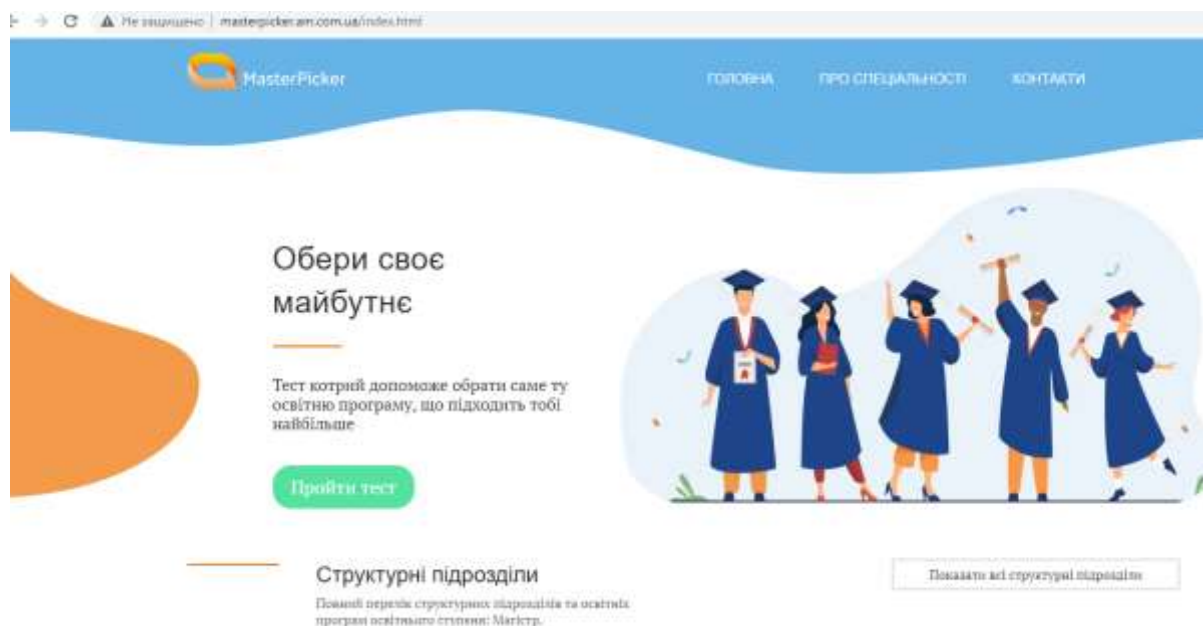 Не защищено | masterpicker.am.com.ua/index.html
MasterPicker
ГОЛОВНА ПРО СПЕЦІАЛЬНОСТІ КОНТАКТИ
Обери своє
майбутнє
Тест котрий допоможе обрати саме ту
освітню програму, що підходить тобі
найбільше
Пройти тест
Структурні підрозділи
Показати всі структурні підрозділи
Повний перелік структурних підрозділів та освітніх
програм освітнього ступеня: Магістр.